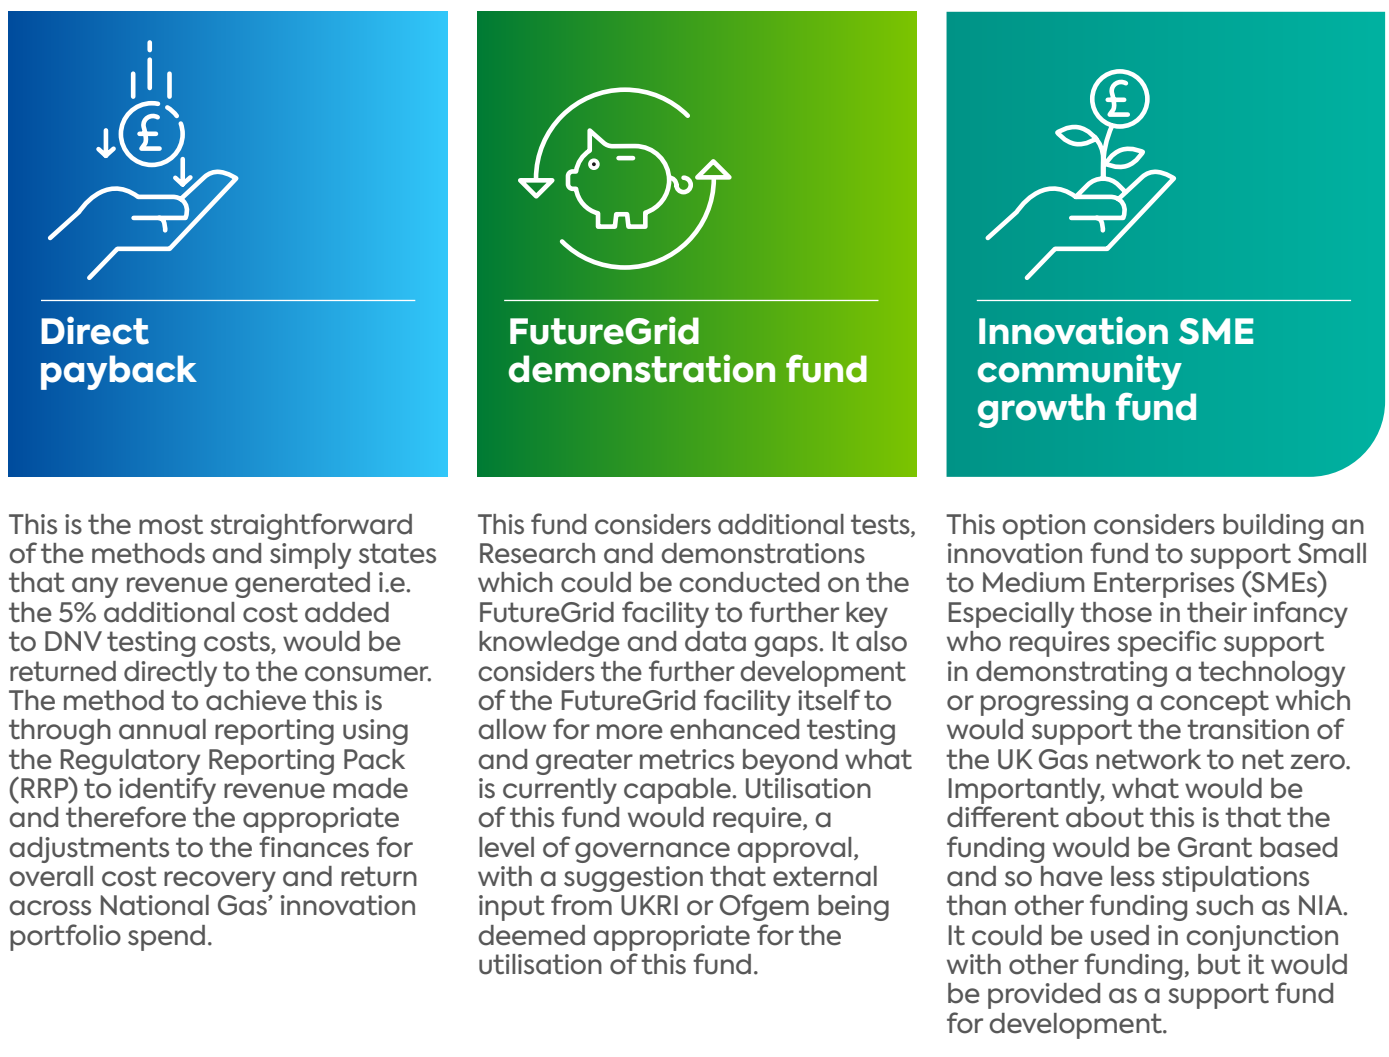 £
Direct
payback
This is the most straightforward
of the methods and simply states
that any revenue generated i.e.
the 5% additional cost added
to DNV testing costs, would be
returned directly to the consumer.
The method to achieve this is
through annual reporting using
the Regulatory Reporting Pack
(RRP) to identify revenue made
and therefore the appropriate
adjustments to the finances for
overall cost recovery and return
across National Gas’ innovation
portfolio spend.
FutureGrid
demonstration fund
This fund considers additional tests,
Research and demonstrations
which could be conducted on the
FutureGrid facility to further key
knowledge and data gaps. It also
considers the further development
of the FutureGrid facility itself to
allow for more enhanced testing
and greater metrics beyond what
is currently capable. Utilisation
of this fund would require, a
level of governance approval,
with a suggestion that external
input from UKRI or Ofgem being
deemed appropriate for the
utilisation of this fund.
£
Innovation SME
community
growth fund
This option considers building an
innovation fund to support Small
to Medium Enterprises (SMEs)
Especially those in their infancy
who requires specific support
in demonstrating a technology
or progressing a concept which
would support the transition of
the UK Gas network to net zero.
Importantly, what would be
different about this is that the
funding would be Grant based
and so have less stipulations
than other funding such as NIA.
It could be used in conjunction
with other funding, but it would
be provided as a support fund
for development.